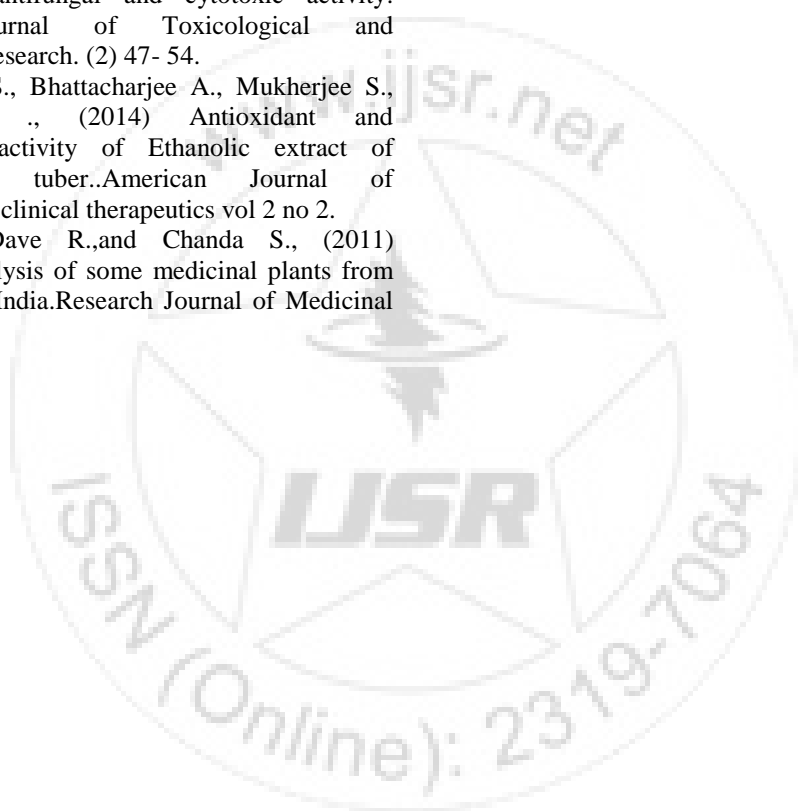 antifungal and cytotoxic activity.
urnal of Toxicological and
esearch. (2) 47- 54.
S., Bhattacharjee A., Mukherjee S.,
., (2014) Antioxidant and
activity of Ethanolic extract of
tuber..American Journal of
clinical therapeutics vol 2 no 2.
Dave R.,and Chanda S., (2011)
lysis of some medicinal plants from
India.Research Journal of Medicinal
www.ijsr.net
IJSR
ISSN (Online): 2319-7064